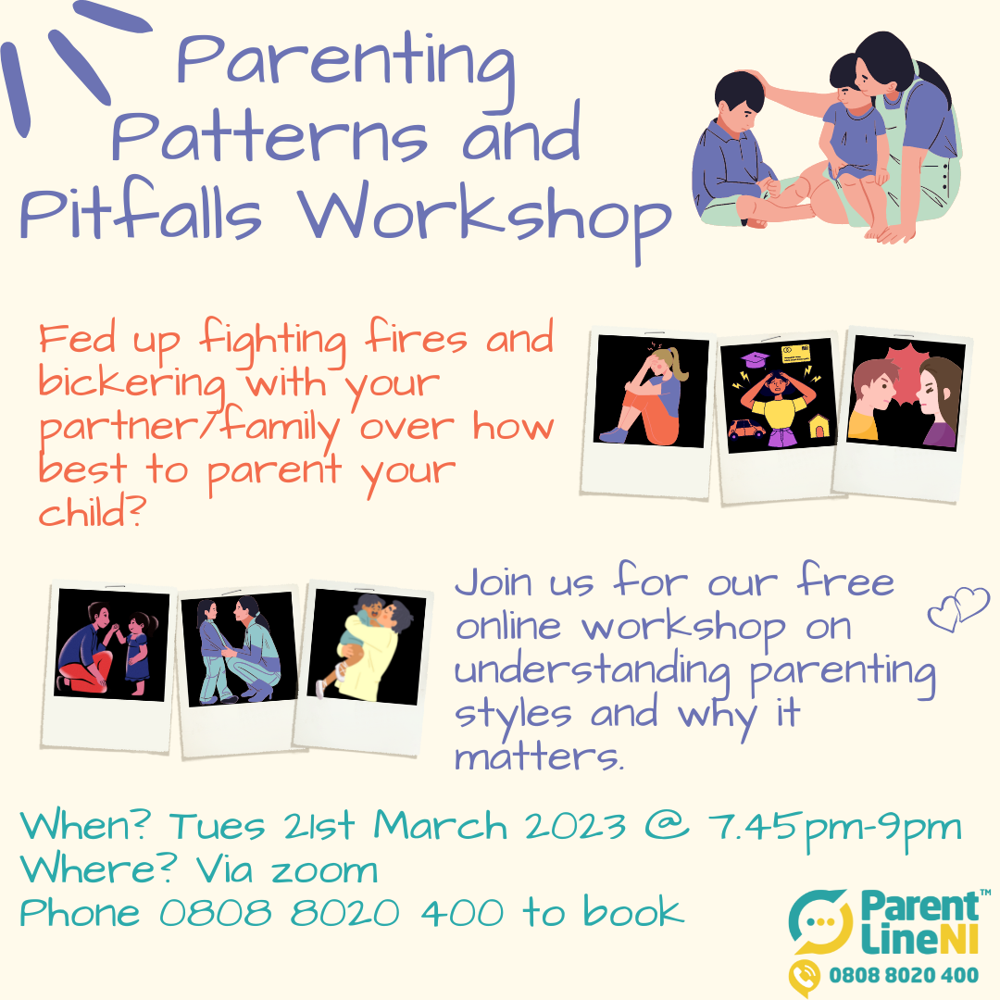 Parenting
Patterns and
Pitfalls Workshop
Fed up fighting fires and
bickering with your
partner/family over how
best to parent your
child?
Join us for our free
online workshop on
understanding parenting
styles and why it
matters.
When? Tues 21st March 2023 @ 7.45pm-9pm
Where? Via zoom
Phone 0808 8020 400 to book
Parent™
LineNI
0808 8020 400